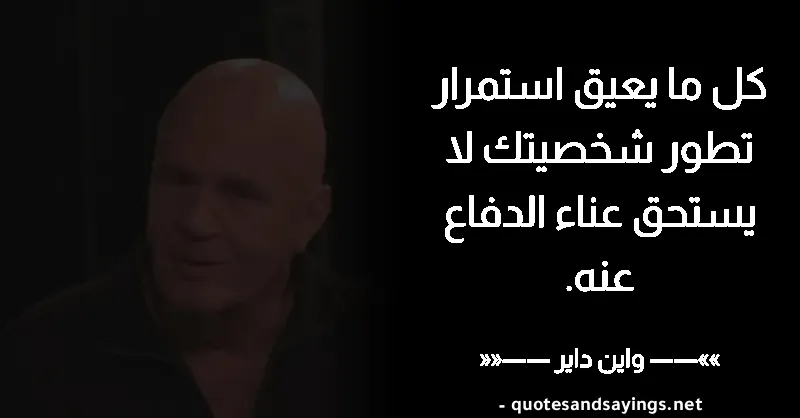 كل ما يعيق استمرار
تطور شخصيتك لا
يستحق عناء الدفاع
عنه.
««—— واين داير ——»»
- quotesandsayings.net